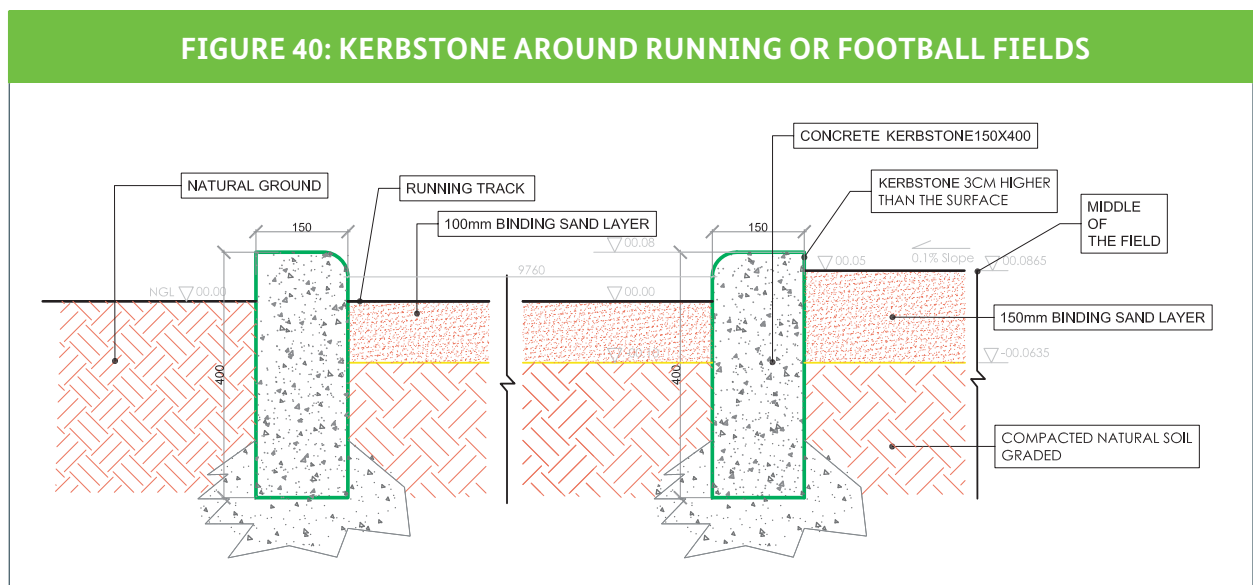 FIGURE 40: KERBSTONE AROUND RUNNING OR FOOTBALL FIELDS
CONCRETE KERBSTONE150X400
NATURAL GROUND
RUNNING TRACK
KERBSTONE 3CM HIGHER
THAN THE SURFACE
100mm BINDING SAND LAYER
MIDDLE
OF
THE FIELD
150
150
00.08
00.05
0.1% Slope
00.0865
9760
NGL 00.00
00.00
150mm BINDING SAND LAYER
-00.0635
400
400
COMPACTED NATURAL SOIL
GRADED